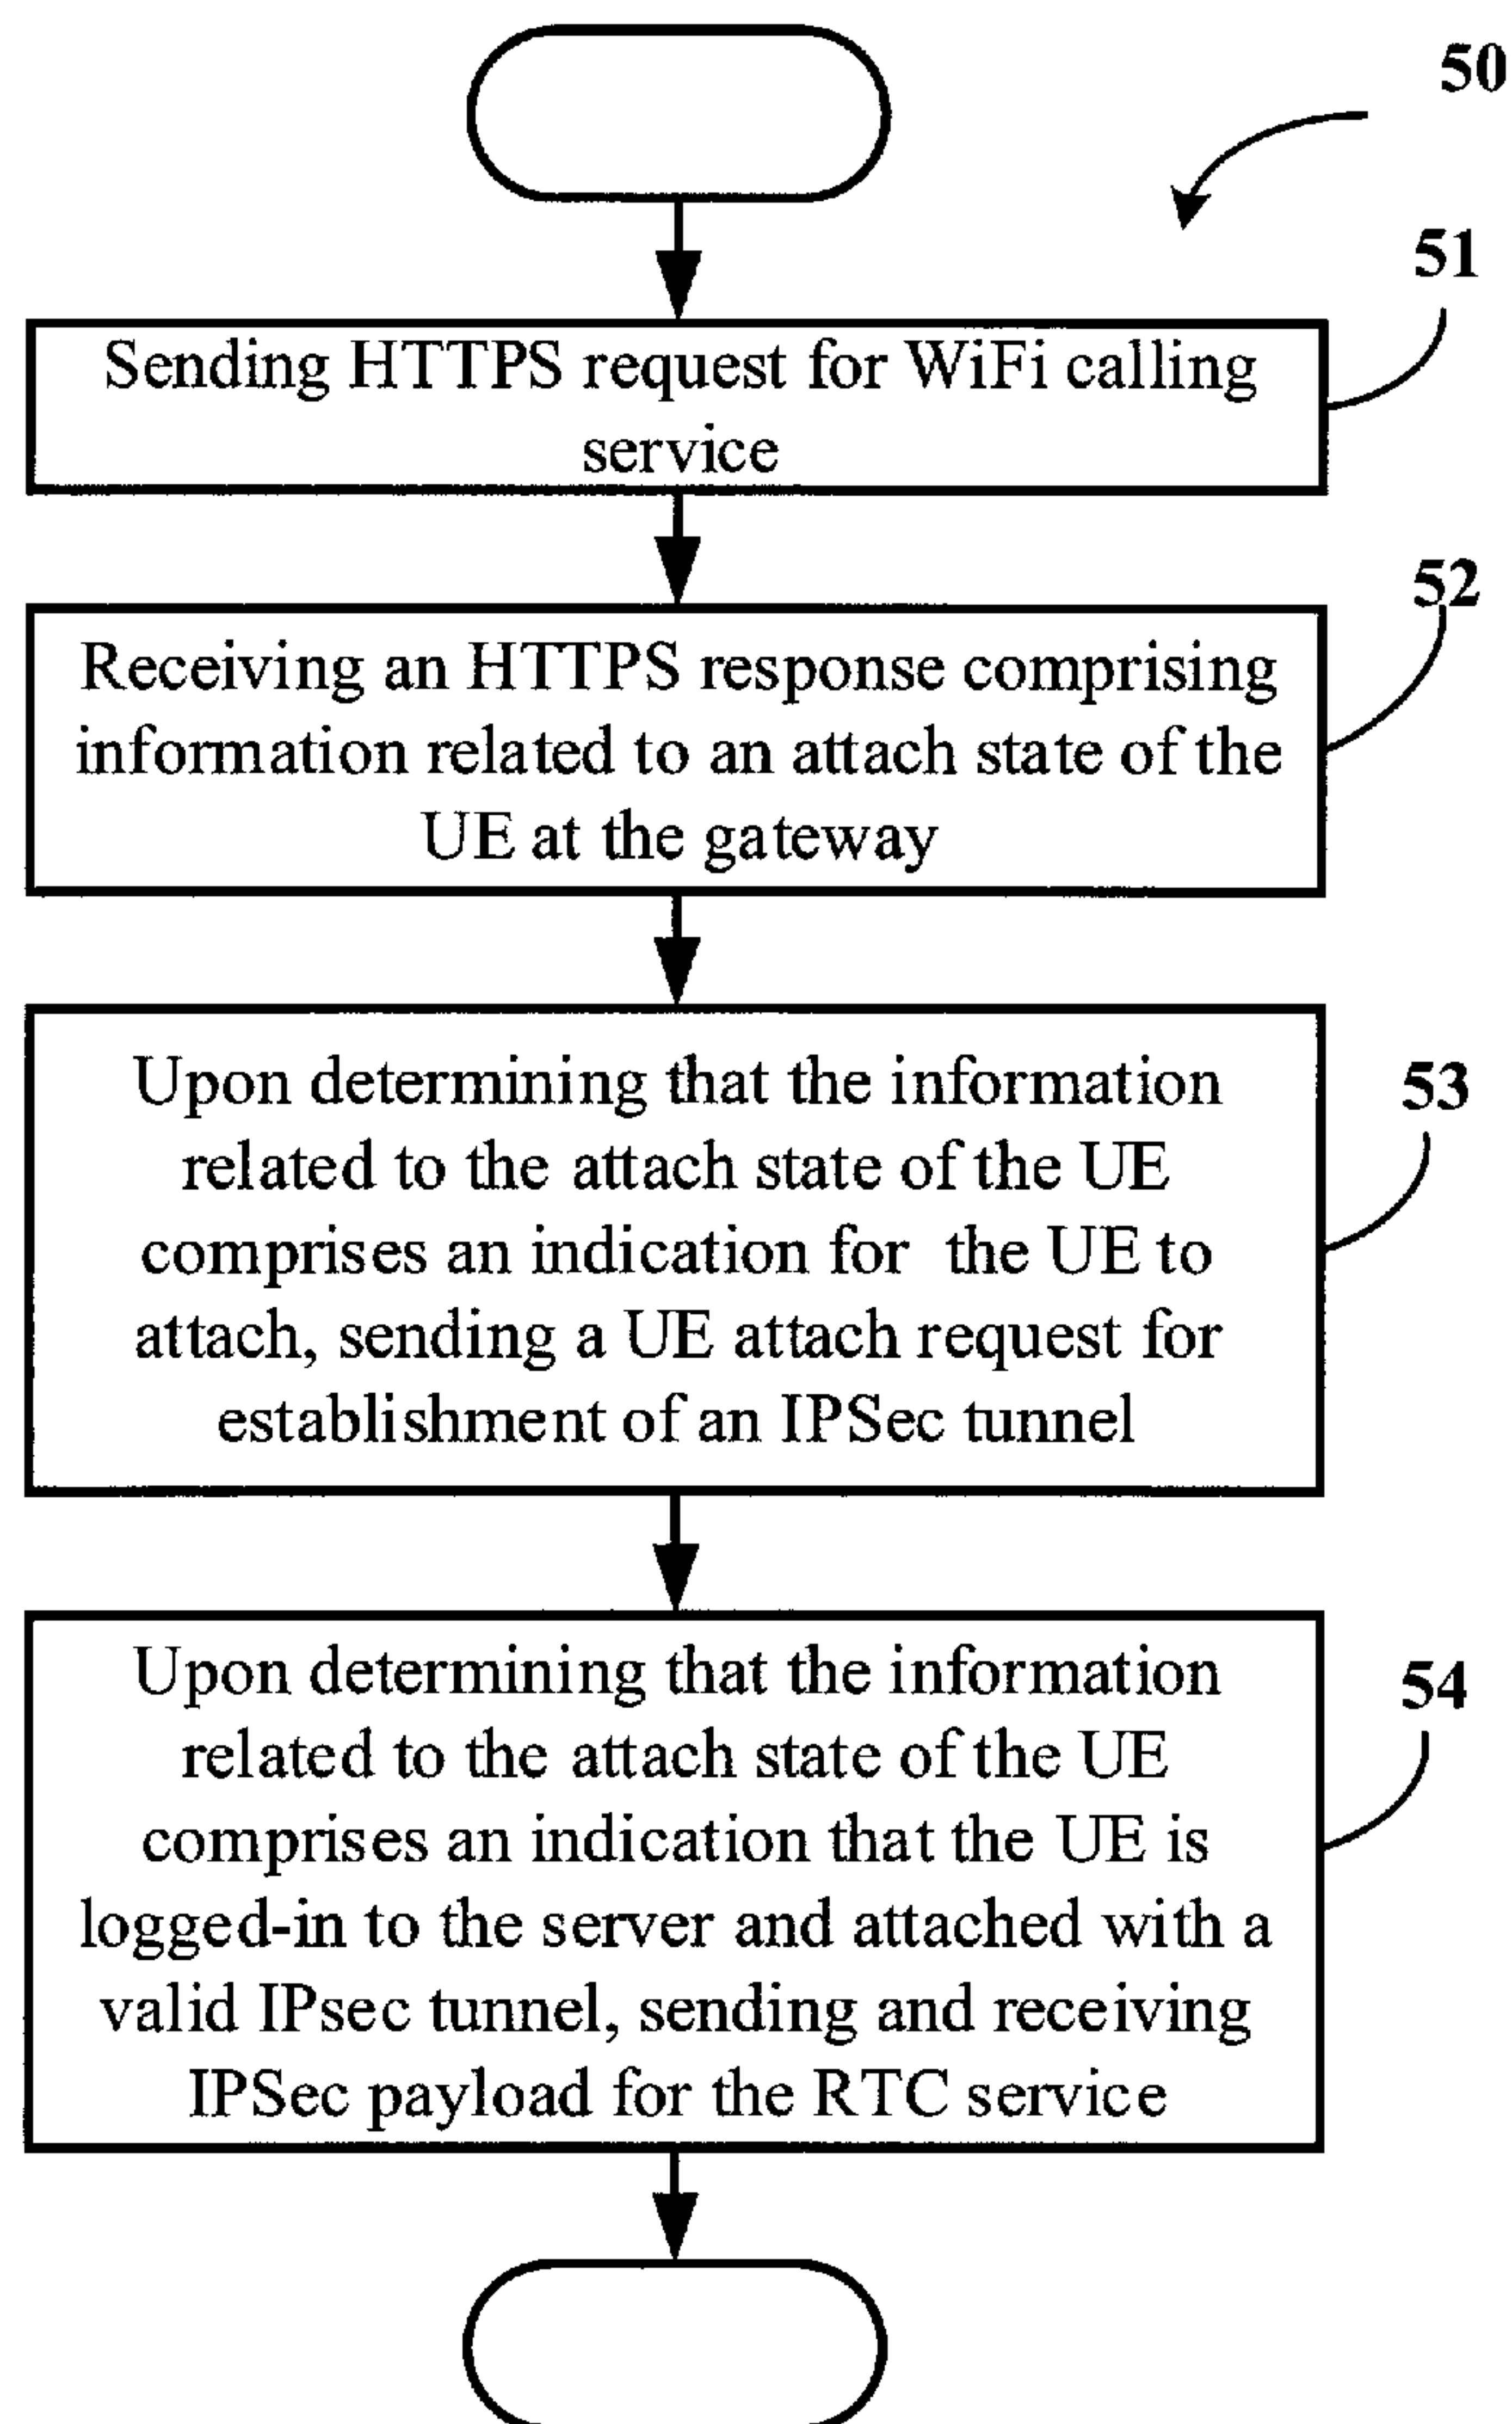 50
51
Sending HTTPS request for WiFi calling
service
52
Receiving an HTTPS response comprising
information related to an attach state of the
UE at the gateway
53
Upon determining that the information
related to the attach state of the UE
comprises an indication for the UE to
attach, sending a UE attach request for
establishment of an IPSec tunnel
54
Upon determining that the information
related to the attach state of the UE
comprises an indication that the UE is
logged-in to the server and attached with a
valid IPsec tunnel, sending and receiving
IPSec payload for the RTC service